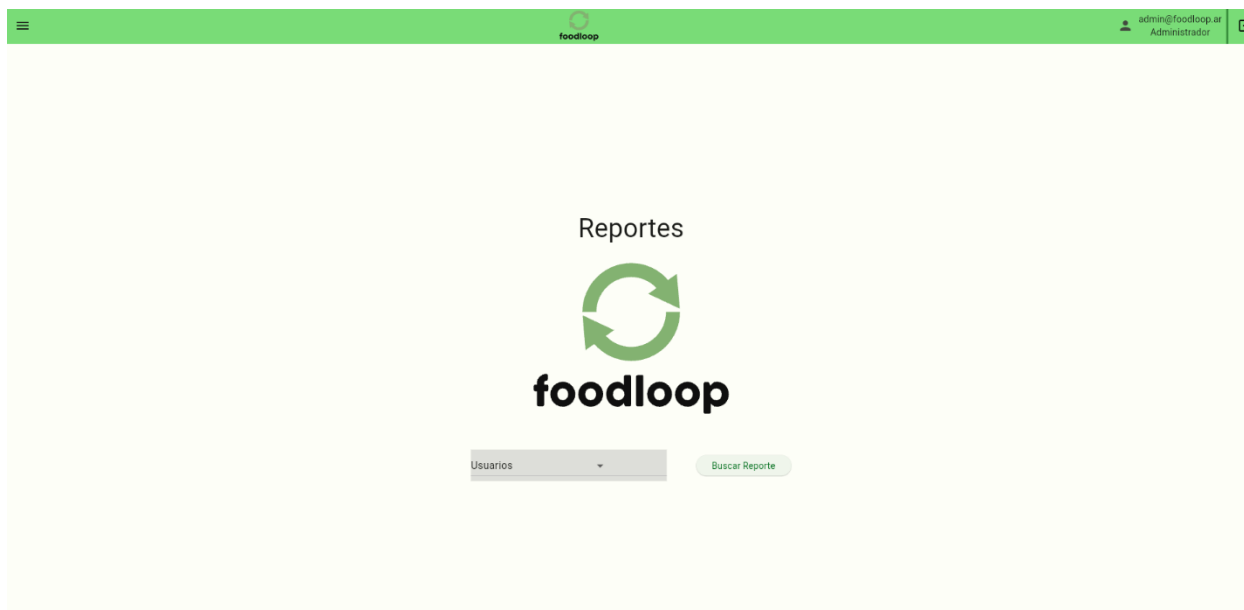 foodloop
admin@foodloop.ar
Administrador
Reportes
foodloop
Usuarios
Buscar Reporte